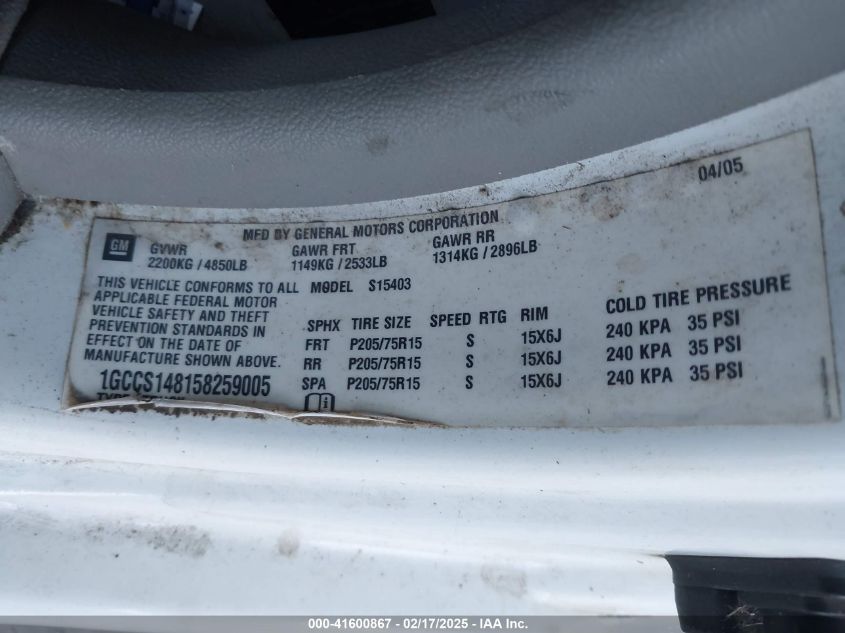 04/05
MFD BY GENERAL MOTORS CORPORATION
GM GVWR GAWR FRT GAWR RR
2200KG / 4850LB 1149KG / 2533LB 1314KG / 2896LB
THIS VEHICLE CONFORMS TO ALL MODEL S15403
APPLICABLE FEDERAL MOTOR
VEHICLE SAFETY AND THEFT
PREVENTION STANDARDS IN
EFFECT ON THE DATE OF
MANUFACTURE SHOWN ABOVE.
1GCCS148158259005
SPHX TIRE SIZE SPEED RTG RIM COLD TIRE PRESSURE
FRT P205/75R15 S 15X6J 240 KPA 35 PSI
RR P205/75R15 S 15X6J 240 KPA 35 PSI
SPA P205/75R15 S 15X6J 240 KPA 35 PSI
000-41600867 - 02/17/2025 - IAA Inc.